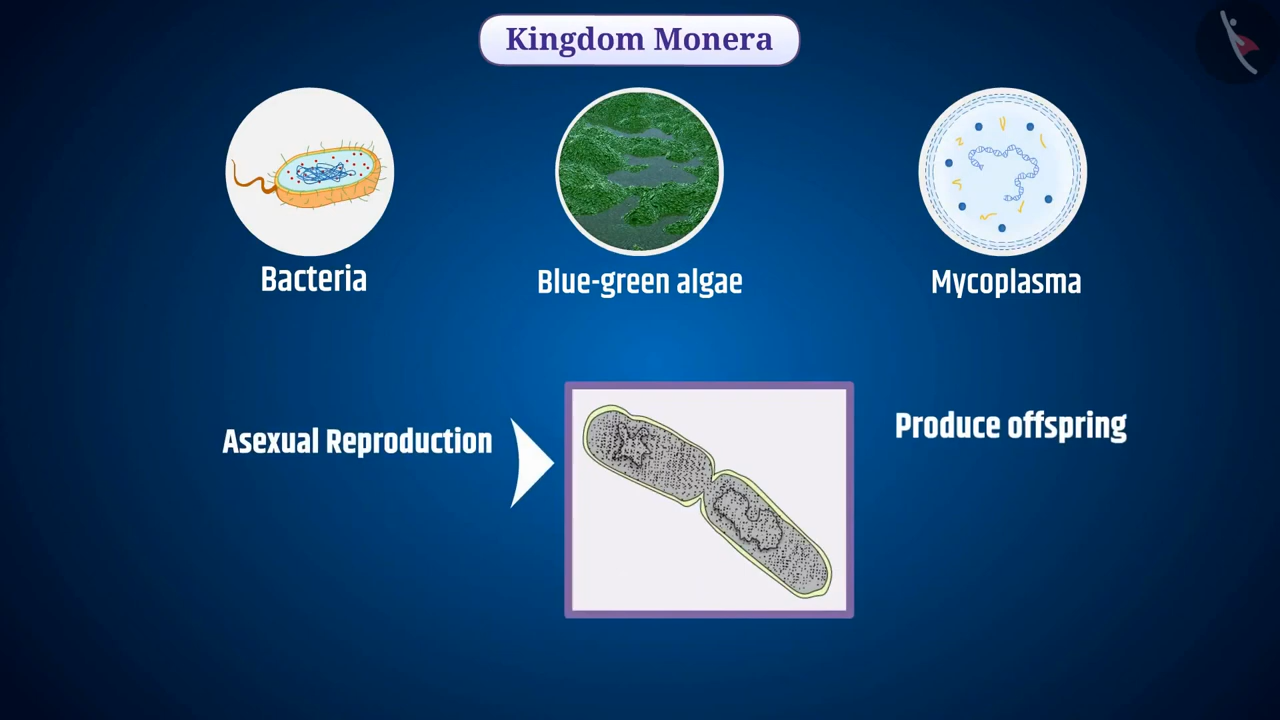 Kingdom Monera
Bacteria
Blue-green algae
Mycoplasma
Asexual Reproduction
Produce offspring